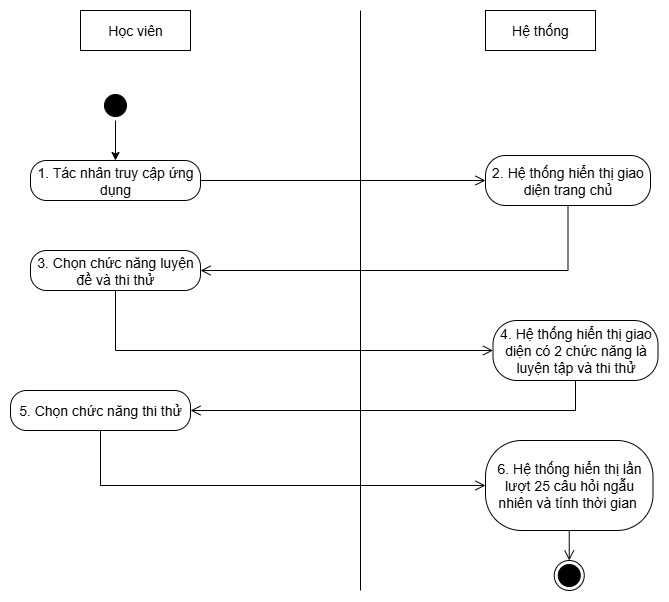 Học viên
Hệ thống
1. Tác nhân truy cập ứng
dụng
2. Hệ thống hiển thị giao
diện trang chủ
3. Chọn chức năng luyện
đề và thi thử
4. Hệ thống hiển thị giao
diện có 2 chức năng là
luyện tập và thi thử
5. Chọn chức năng thi thử
6. Hệ thống hiển thị lần
lượt 25 câu hỏi ngẫu
nhiên và tính thời gian